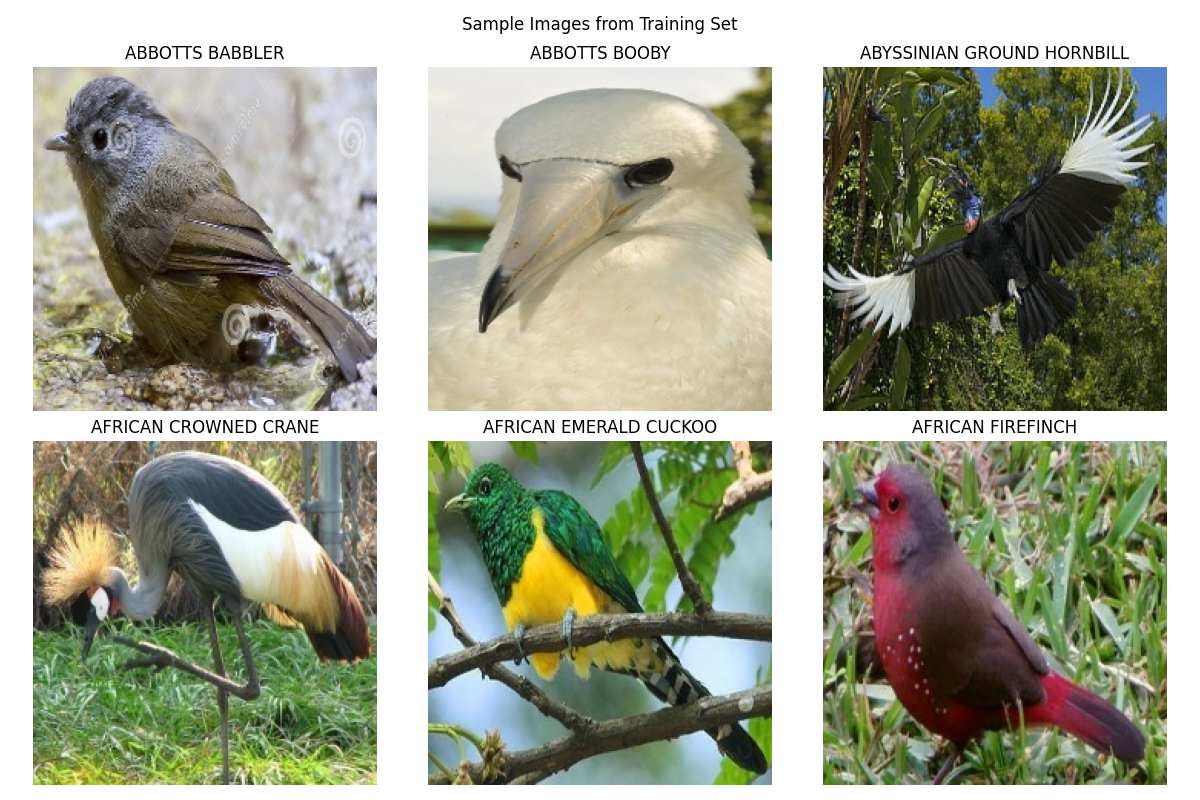 Sample Images from Training Set
ABBOTTS BABBLER
ABBOTTS BOOBY
ABYSSINIAN GROUND HORNBILL
AFRICAN CROWNED CRANE
AFRICAN EMERALD CUCKOO
AFRICAN FIREFINCH